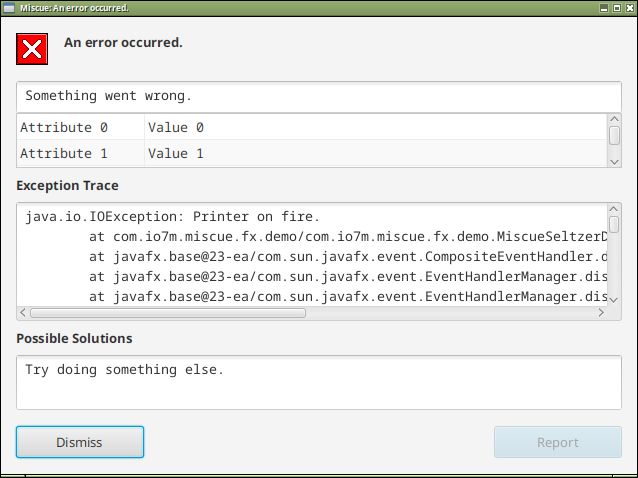 Miscue: An error occurred.
An error occurred.
Something went wrong.
Attribute 0 Value 0
Attribute 1 Value 1
Exception Trace
java.io.IOException: Printer on fire.
at com.io7m.miscue.fx.demo/com.io7m.miscue.fx.demo.MiscueSeltzerD
at javafx.base@23-ea/com.sun.javafx.event.CompositeEventHandler.d
at javafx.base@23-ea/com.sun.javafx.event.EventHandlerManager.dis
at javafx.base@23-ea/com.sun.javafx.event.EventHandlerManager.dis
Possible Solutions
Try doing something else.
Dismiss Report